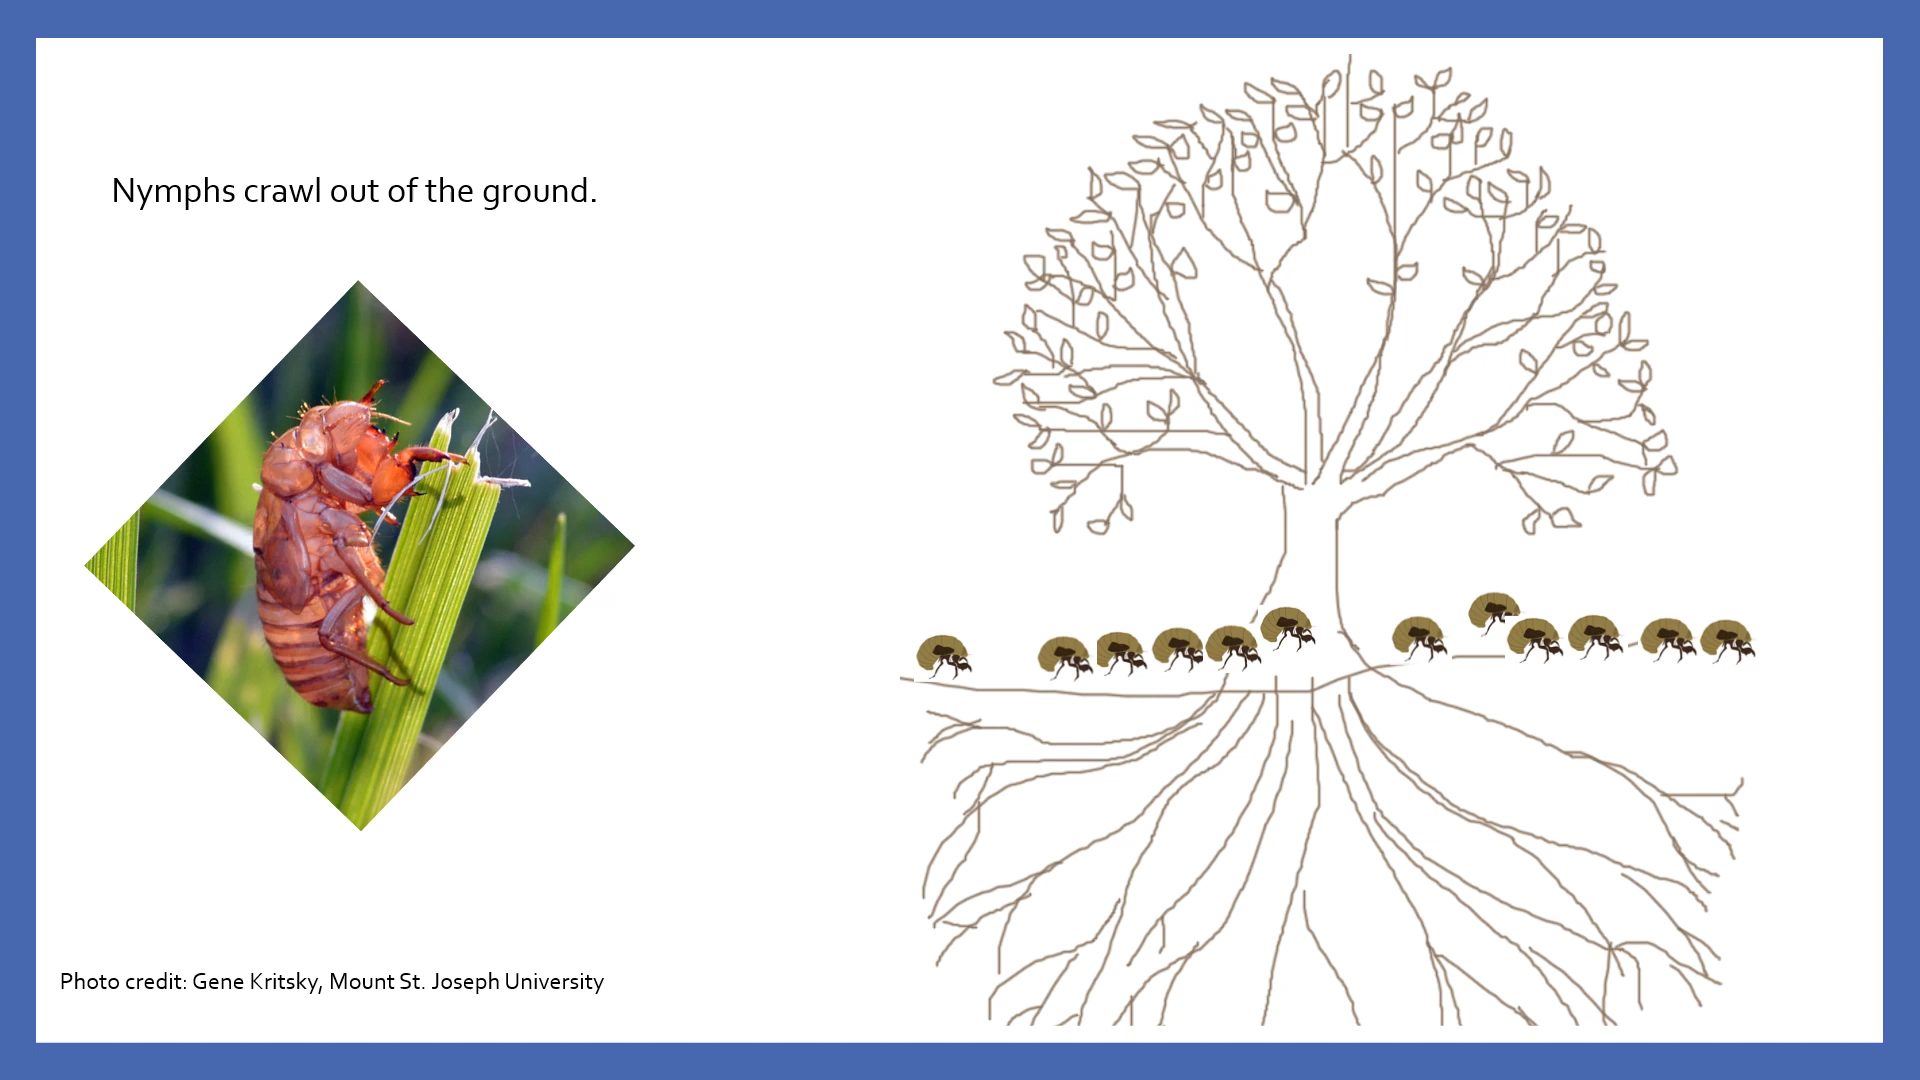 Nymphs crawl out of the ground.
Photo credit: Gene Kritsky, Mount St. Joseph University